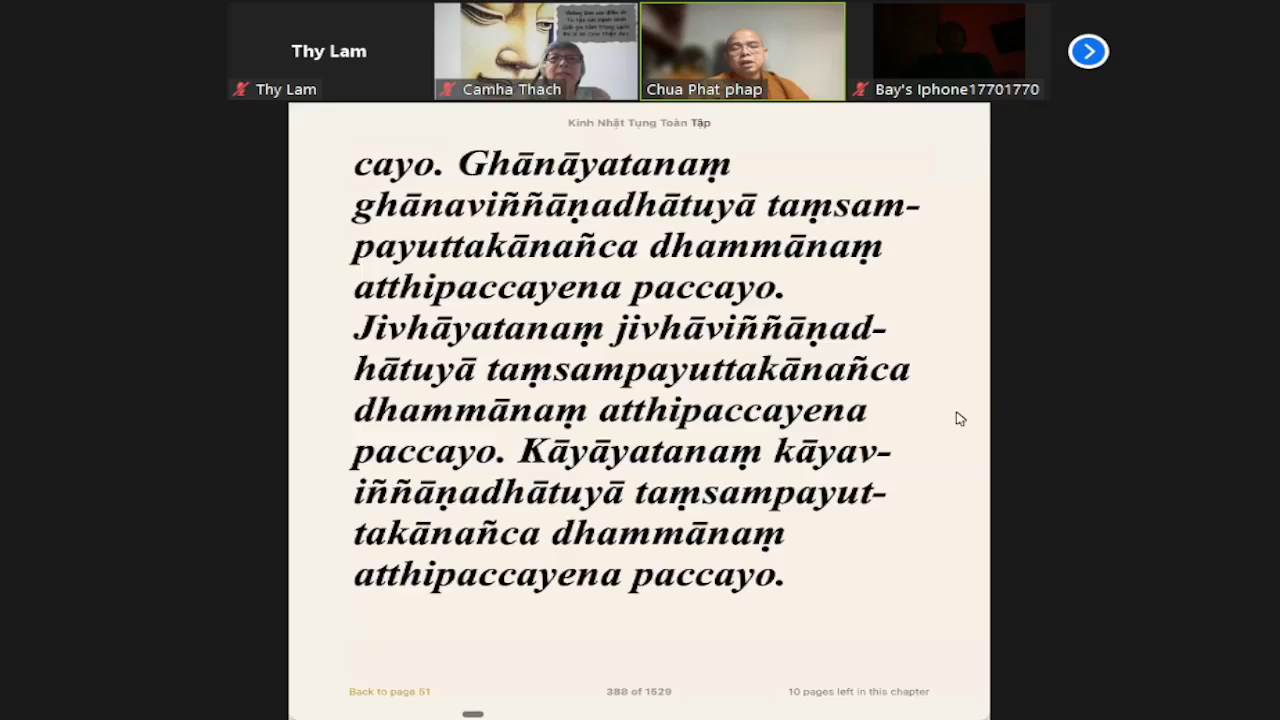 Thy Lam
Thy Lam
Camha Thach
Chua Phat phap
Bay's Iphone17701770
Kinh Nhật Tụng Toàn Tập
cayo. Ghānāyatanaṃ
ghānaviññāṇadhātuyā taṃsam-
payuttakānañca dhammānaṃ
atthipaccayena paccayo.
Jivhāyatanaṃ jivhāviññāṇad-
hātuyā taṃsampayuttakānañca
dhammānaṃ atthipaccayena
paccayo. Kāyāyatanaṃ kāyav-
iññāṇadhātuyā taṃsampayut-
takānañca dhammānaṃ
atthipaccayena paccayo.
Back to page 51
388 of 1529
10 pages left in this chapter